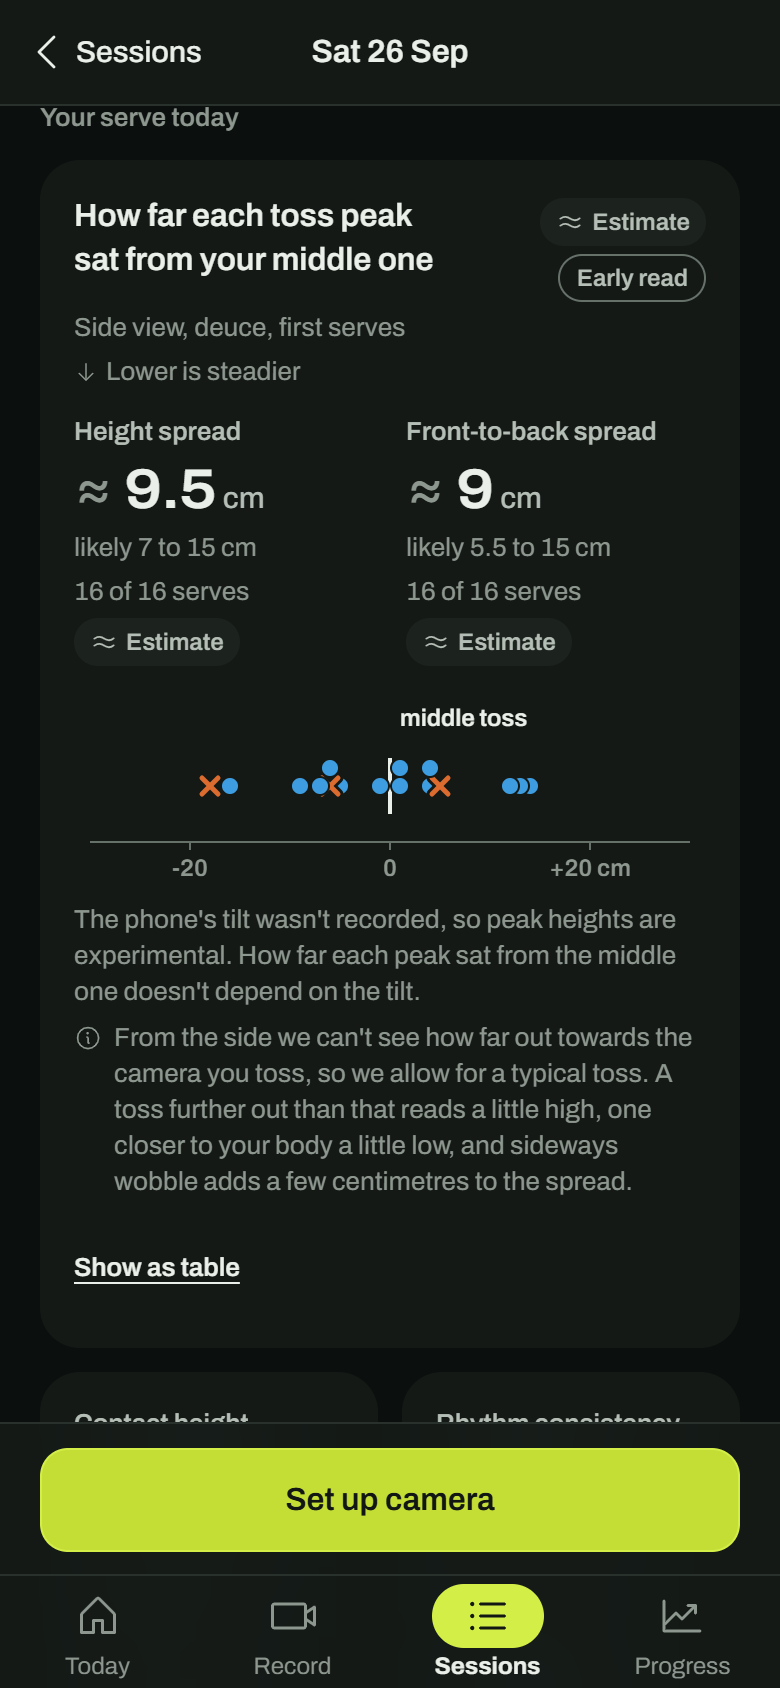 Sessions
Sat 26 Sep
Your serve today
How far each toss peak
sat from your middle one
Estimate
Early read
Side view, deuce, first serves
↓ Lower is steadier
Height spread
Front-to-back spread
≈ 9.5 cm
≈ 9 cm
likely 7 to 15 cm
likely 5.5 to 15 cm
16 of 16 serves
16 of 16 serves
Estimate
Estimate
middle toss
-20
0
+20 cm
The phone's tilt wasn't recorded, so peak heights are
experimental. How far each peak sat from the middle
one doesn't depend on the tilt.
From the side we can't see how far out towards the
camera you toss, so we allow for a typical toss. A
toss further out than that reads a little high, one
closer to your body a little low, and sideways
wobble adds a few centimetres to the spread.
Show as table
Contact height
Rhythm consistency
Set up camera
Today
Record
Sessions
Progress